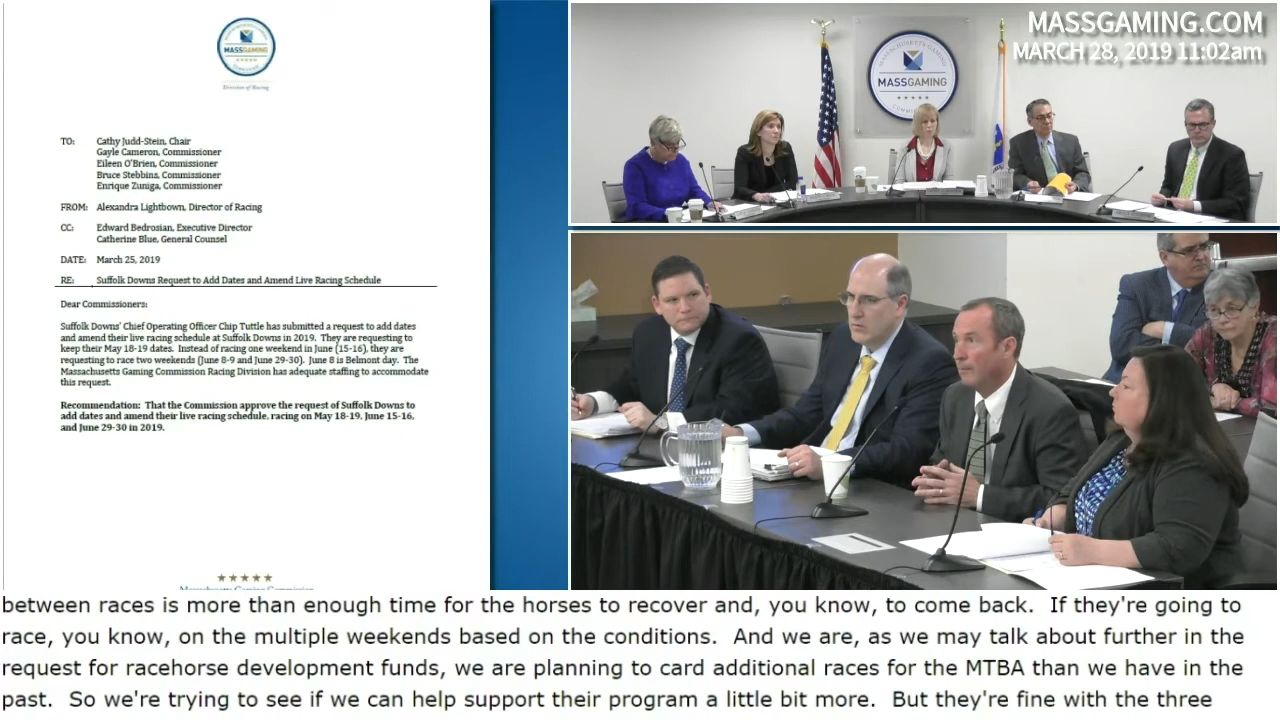 MASSGAMING
★★★★★
Director of Racing
TO: Cathy Judd-Stein, Chair
Gayle Cameron, Commissioner
Eileen O'Brien, Commissioner
Bruce Stebbins, Commissioner
Enrique Zuniga, Commissioner
FROM: Alexandra Lightbown, Director of Racing
CC: Edward Bedrosian, Executive Director
Catherine Blue, General Counsel
DATE: March 25, 2019
RE: Suffolk Downs Request to Add Dates and Amend Live Racing Schedule
Dear Commissioners:
Suffolk Downs' Chief Operating Officer Chip Tuttle has submitted a request to add dates
and amend their live racing schedule at Suffolk Downs in 2019. They are requesting to
keep their May 18-19 dates. Instead of racing one weekend in June (15-16), they are
requesting to race two weekends (June 8-9 and June 29-30). June 8 is Belmont day. The
Massachusetts Gaming Commission Racing Division has adequate staffing to accommodate
this request.
Recommendation: That the Commission approve the request of Suffolk Downs to
add dates and amend their live racing schedule, racing on May 18-19, June 15-16,
and June 29-30 in 2019.
★★★★★
Massachusetts Gaming Commission
MASSGAMING.COM
MARCH 28, 2019 11:02am
MASSACHUSETTS GAMING
MASSGAMING
★★★★★
between races is more than enough time for the horses to recover and, you know, to come back. If they're going to
race, you know, on the multiple weekends based on the conditions. And we are, as we may talk about further in the
request for racehorse development funds, we are planning to card additional races for the MTBA than we have in the
past. So we're trying to see if we can help support their program a little bit more. But they're fine with the three